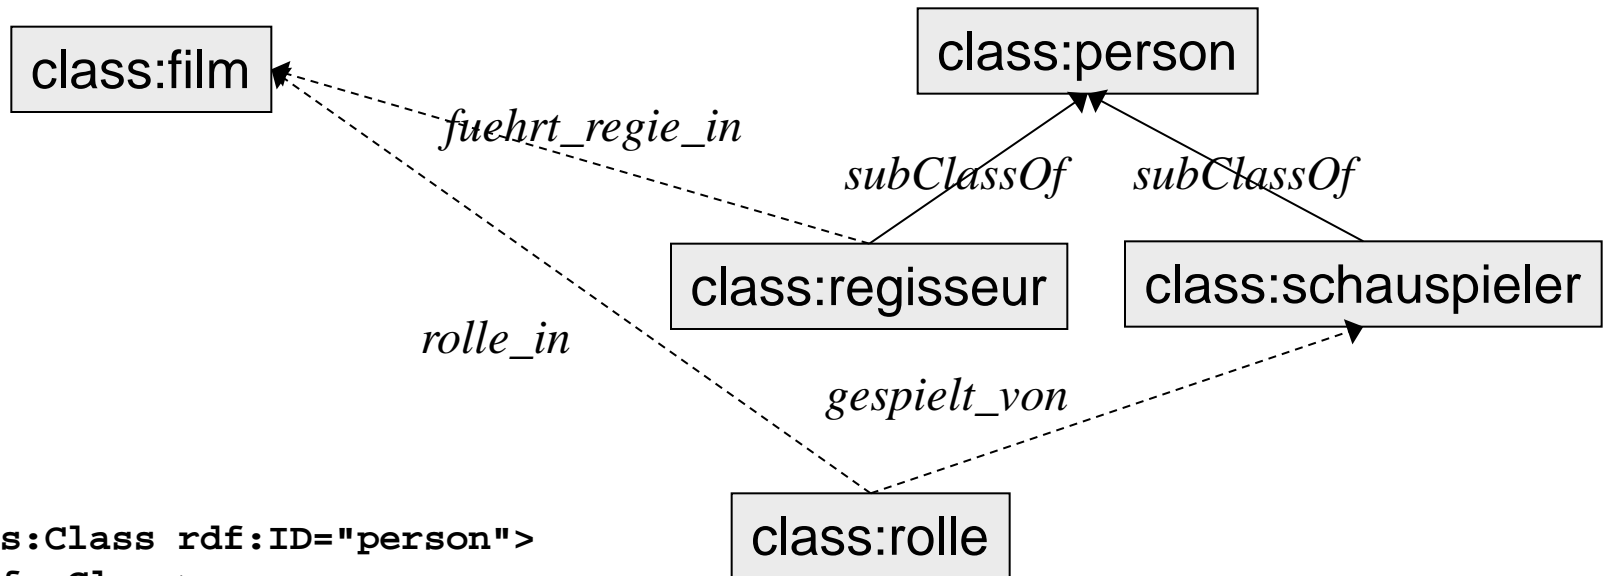 class:film
class:person
fuehrt_regie_in
subClassOf
subClassOf
class:regisseur
class:schauspieler
rolle_in
gespielt_von
class:rolle
s:Class rdf:ID="person">